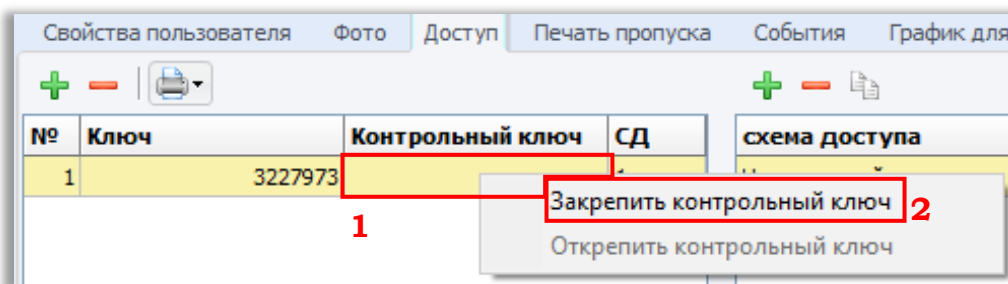 Свойства пользователя Фото Доступ Печать пропуска События График для
№ Ключ Контрольный ключ СД схема доступа
1 3227973
Закрепить контрольный ключ 2
1
Открепить контрольный ключ